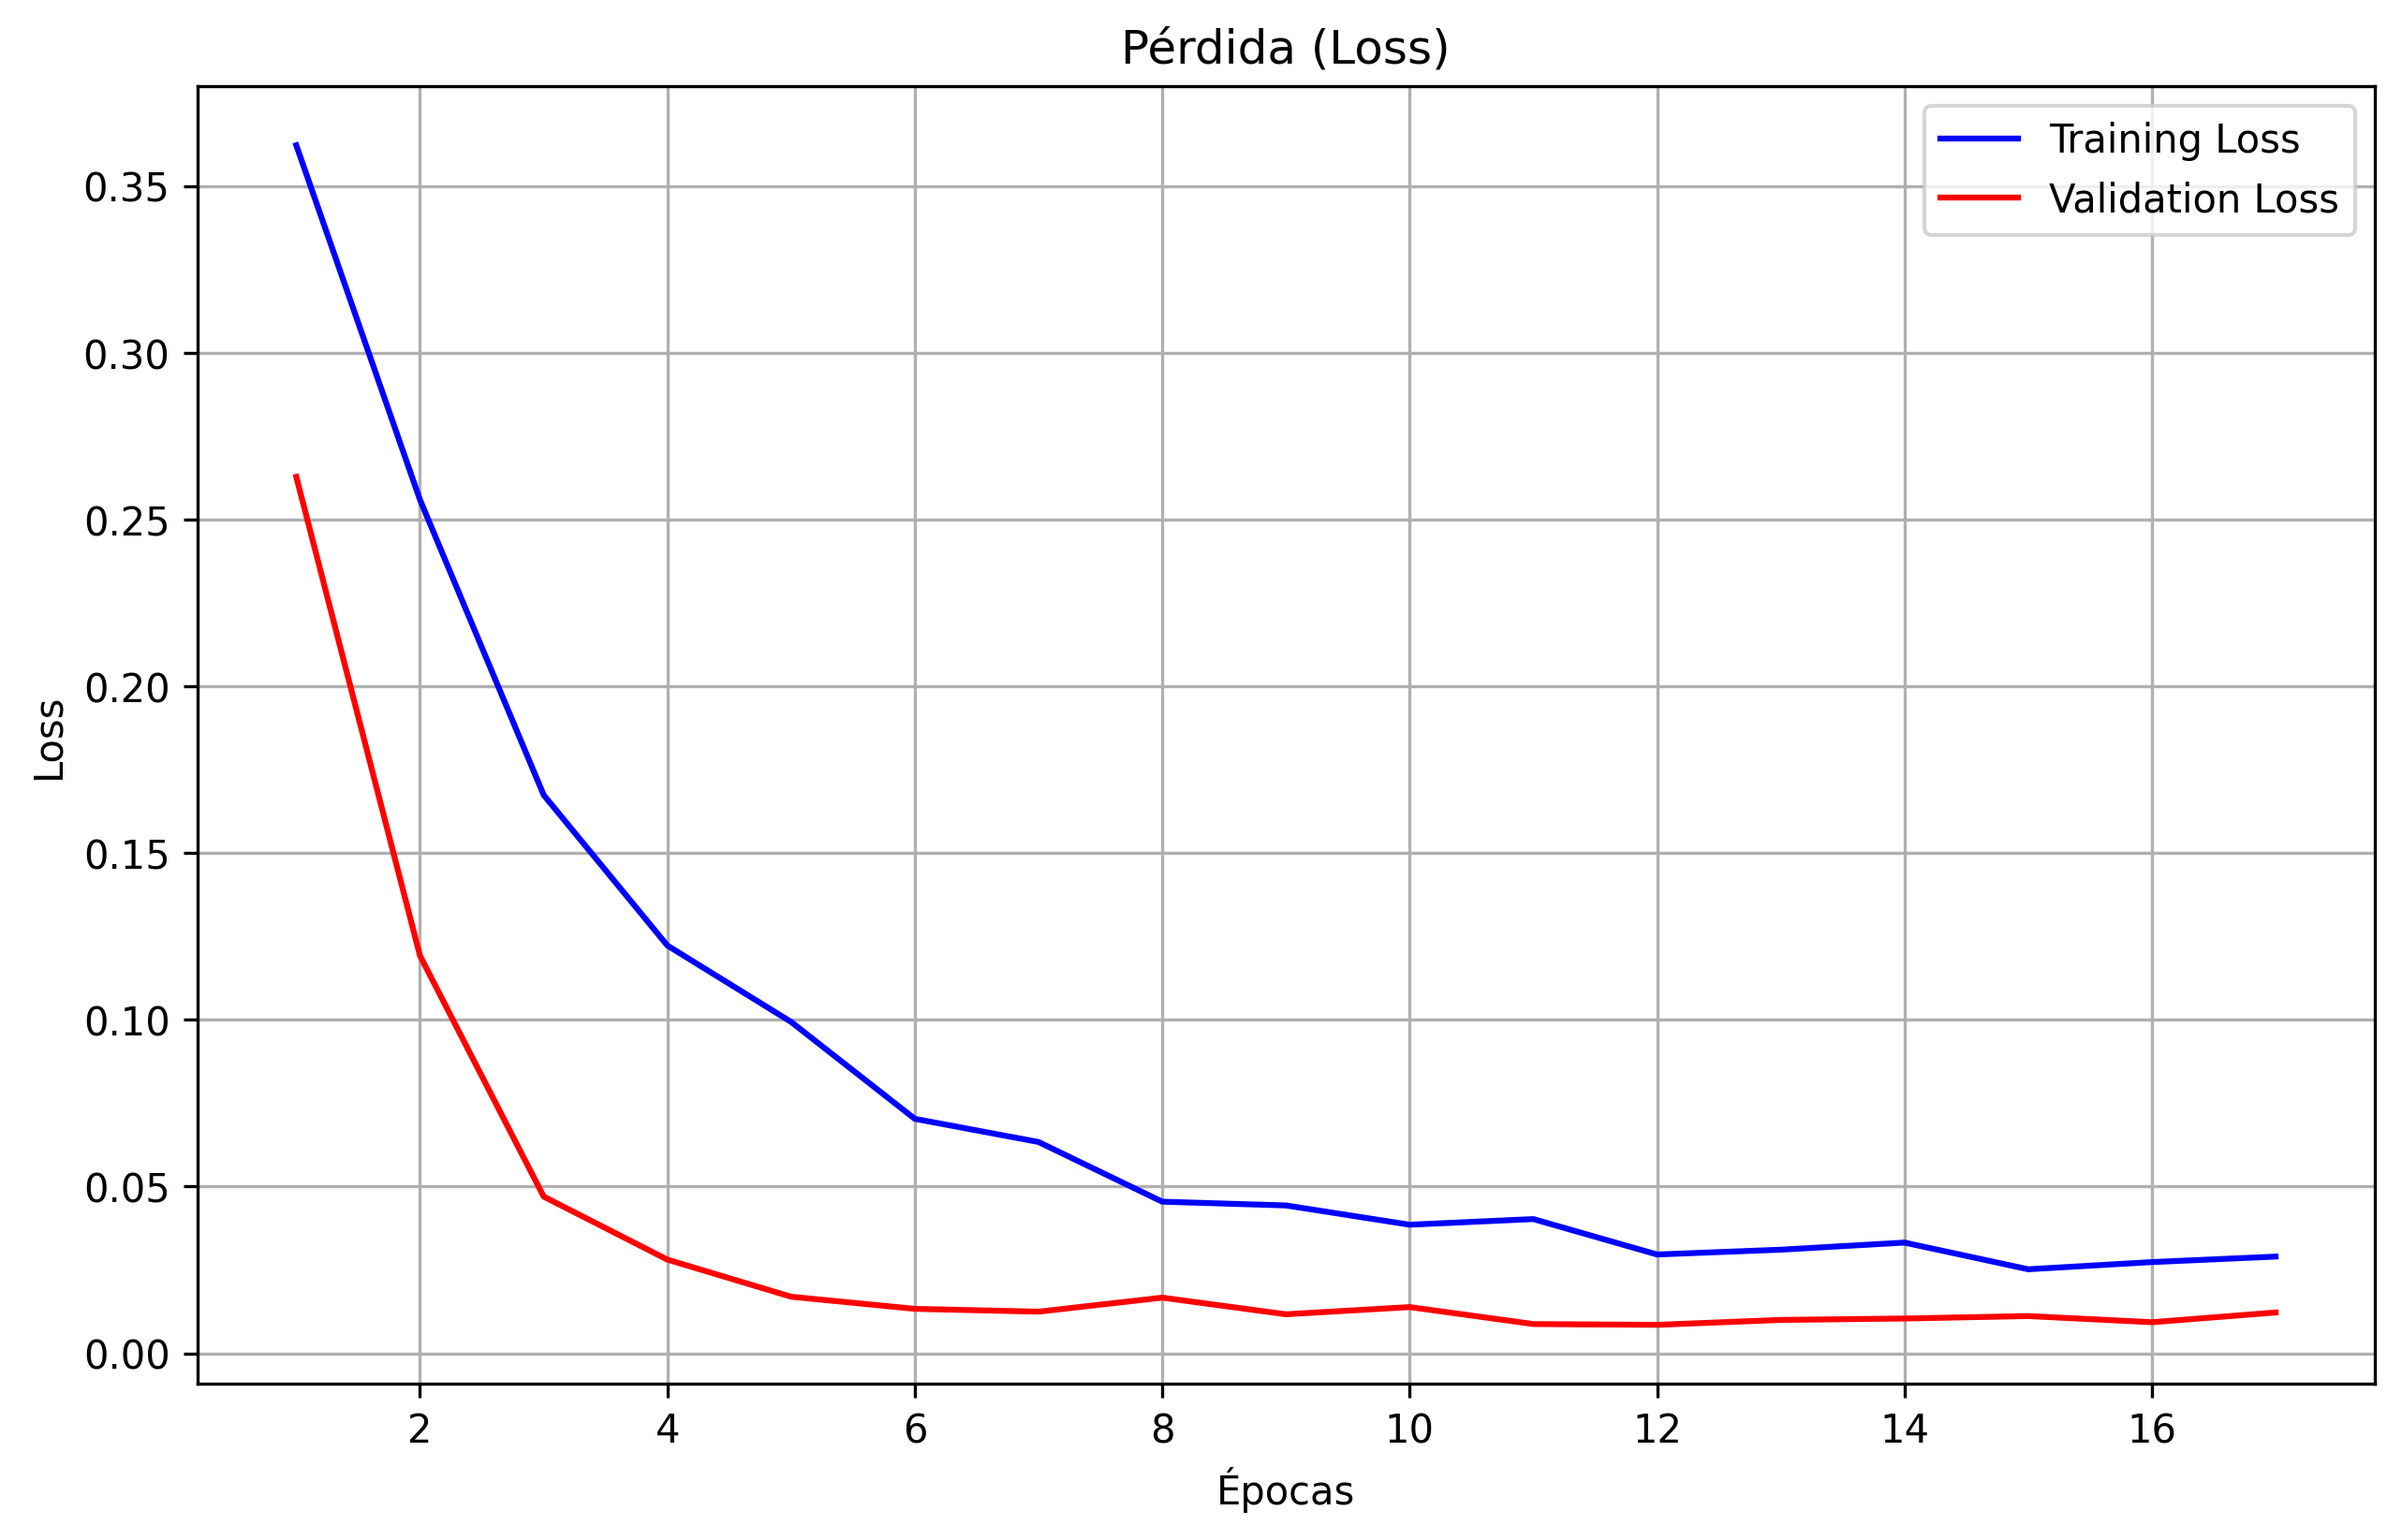 Pérdida (Loss)
Training Loss
Validation Loss
0.35
0.30
0.25
0.20
0.15
0.10
0.05
0.00
Loss
2 4 6 8 10 12 14 16
Épocas